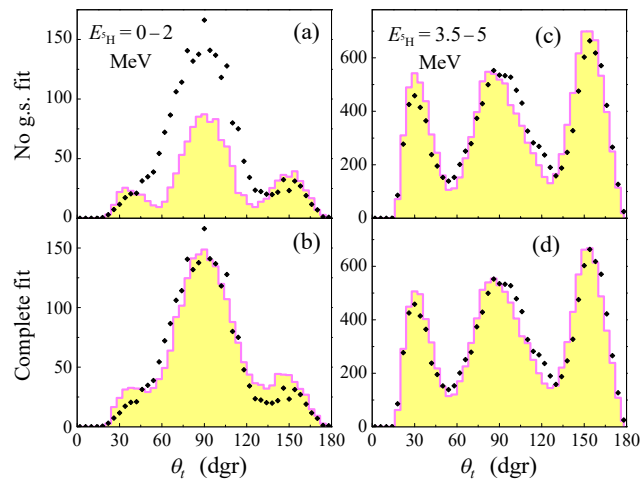 E⁵H = 0–2
MeV
(a)
E⁵H = 3.5–5
MeV
(c)
No g.s. fit
150
100
50
0
600
400
200
0
(b)
(d)
Complete fit
150
100
50
0
600
400
200
0
0 30 60 90 120 150 180
0 30 60 90 120 150 180
θt (dgr)
θt (dgr)